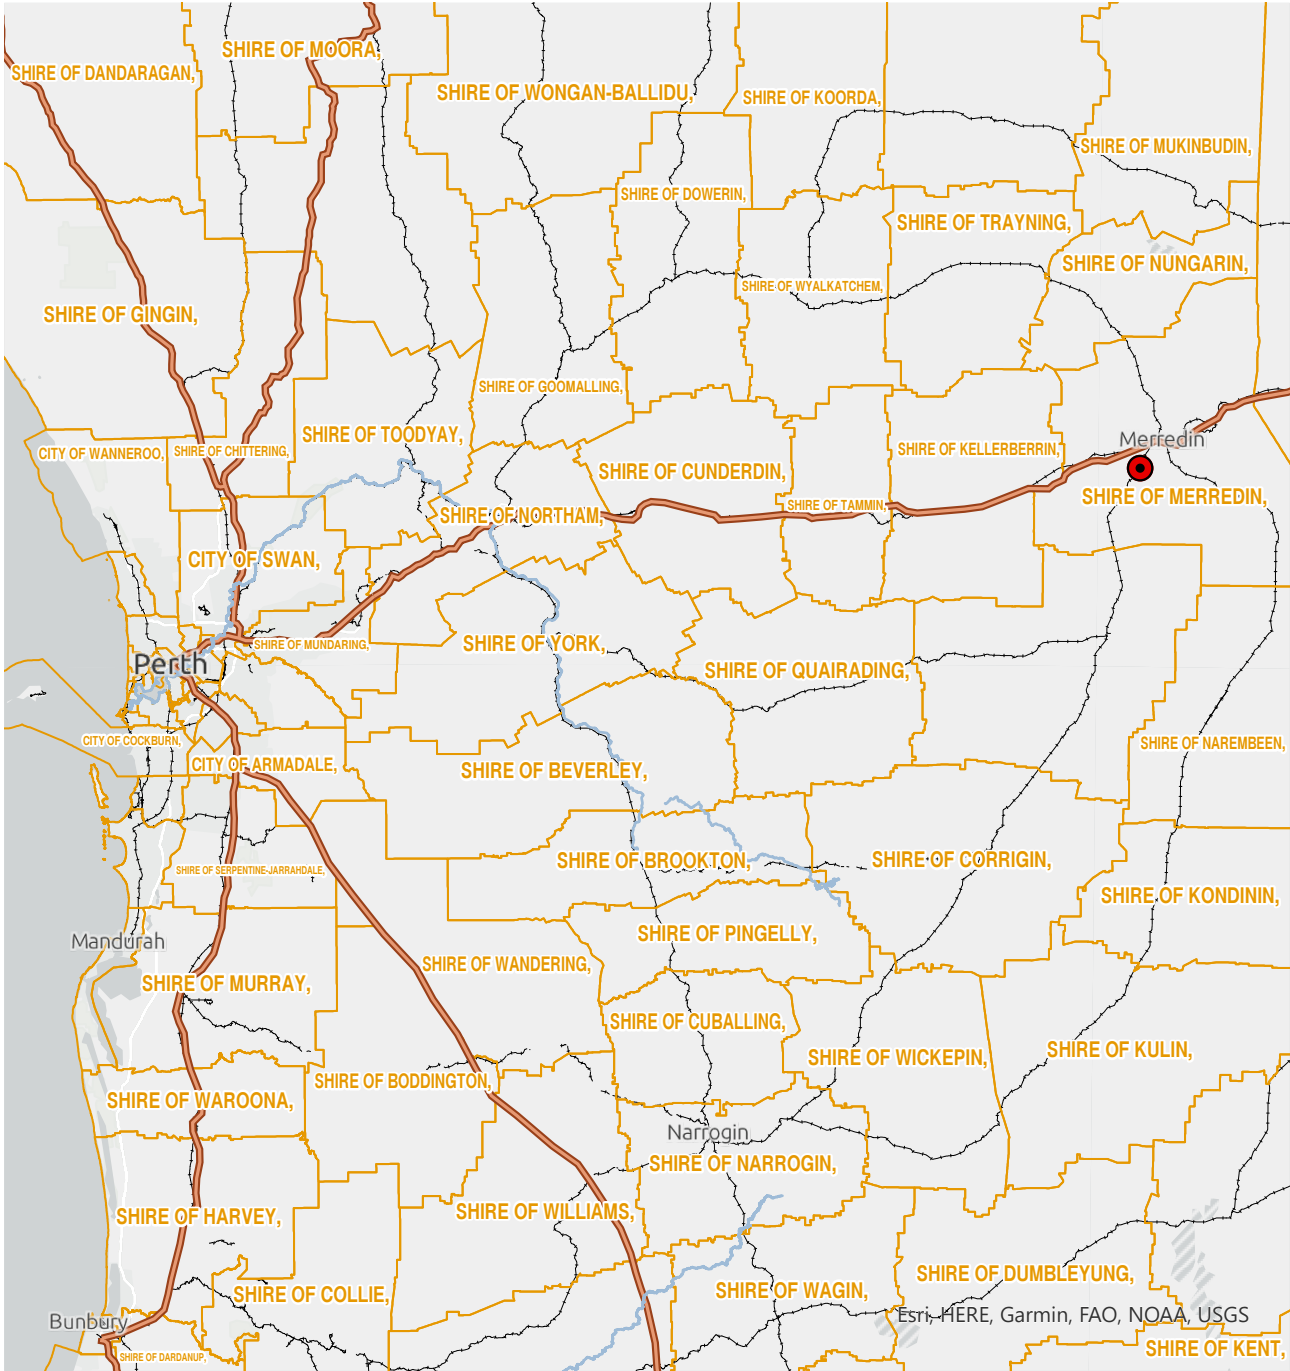 SHIRE OF MOORA,
SHIRE OF DANDARAGAN,
SHIRE OF WONGAN-BALLIDU,
SHIRE OF KOORDA,
SHIRE OF MUKINBUDIN,
SHIRE OF DOWERIN,
SHIRE OF TRAYNING,
SHIRE OF NUNGARIN,
SHIRE OF WYALKATCHEM,
SHIRE OF GINGIN,
SHIRE OF GOOMALLING,
SHIRE OF TOODYAY,
Merredin
CITY OF WANNEROO,
SHIRE OF CHITTERING,
SHIRE OF KELLERBERRIN,
SHIRE OF CUNDERDIN,
SHIRE OF MERREDIN,
SHIRE OF TAMMIN,
SHIRE OF NORTHAM,
CITY OF SWAN,
SHIRE OF MUNDARING,
SHIRE OF YORK,
Perth
SHIRE OF QUAIRADING,
CITY OF COCKBURN,
SHIRE OF NAREMBEEN,
CITY OF ARMADALE,
SHIRE OF BEVERLEY,
SHIRE OF BROOKTON,
SHIRE OF CORRIGIN,
SHIRE OF SERPENTINE-JARRAHDALE,
SHIRE OF KONDININ,
SHIRE OF PINGELLY,
Mandurah
SHIRE OF WANDERING,
SHIRE OF MURRAY,
SHIRE OF CUBALLING,
SHIRE OF KULIN,
SHIRE OF WICKEPIN,
SHIRE OF BODDINGTON,
SHIRE OF WAROONA,
Narrogin
SHIRE OF NARROGIN,
SHIRE OF WILLIAMS,
SHIRE OF HARVEY,
SHIRE OF DUMBLEYUNG,
SHIRE OF WAGIN,
SHIRE OF COLLIE,
Esri, HERE, Garmin, FAO, NOAA, USGS
Bunbury
SHIRE OF KENT,
SHIRE OF DARDANUP,